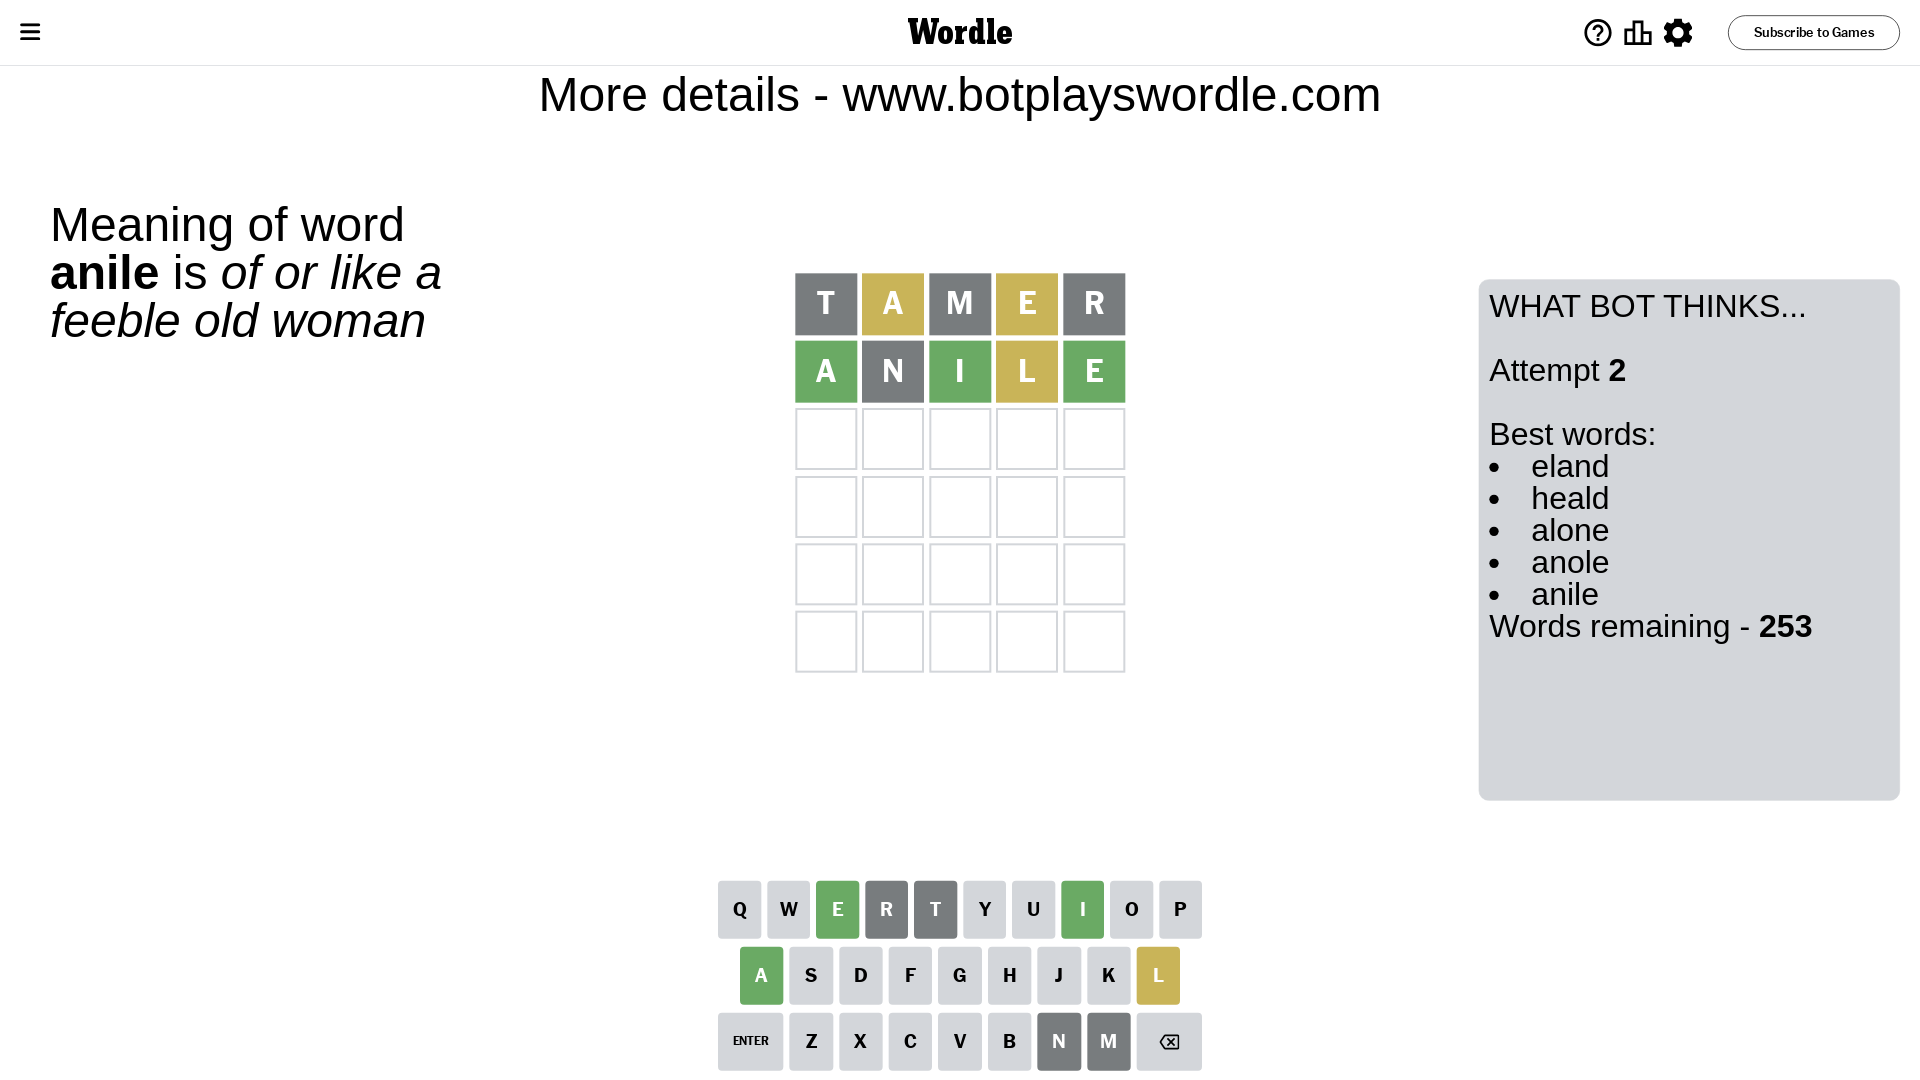 Wordle
Subscribe to Games
More details - www.botplayswordle.com
Meaning of word
anile is of or like a
feeble old woman
T A M E R
A N I L E
WHAT BOT THINKS...
Attempt 2
Best words:
• eland
• heald
• alone
• anole
• anile
Words remaining - 253
Q W E R T Y U I O P
A S D F G H J K L
ENTER Z X C V B N M